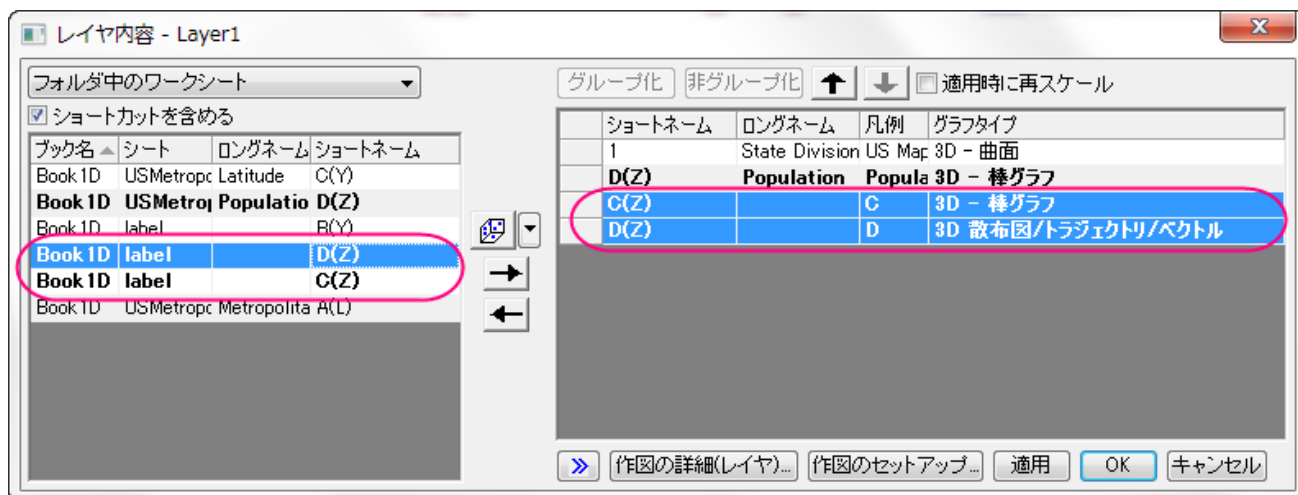 レイヤ内容 - Layer1
フォルダ中のワークシート
ショートカットを含める
ブック名 シート ロングネーム ショートネーム
Book1D USMetropc Latitude C(Y)
Book1D USMetroj Populatio D(Z)
Book1D label B(Y)
Book1D label D(Z)
Book1D label C(Z)
Book1D USMetropc Metropolita A(L)
グループ化 非グループ化 適用時に再スケール
ショートネーム ロングネーム 凡例 グラフタイプ
1 State Division US Mac 3D - 曲面
D(Z) Population Popula 3D - 棒グラフ
C(Z) C 3D - 棒グラフ
D(Z) D 3D 散布図/トラジェクトリ/ベクトル
作図の詳細(レイヤ)... 作図のセットアップ... 適用 OK キャンセル